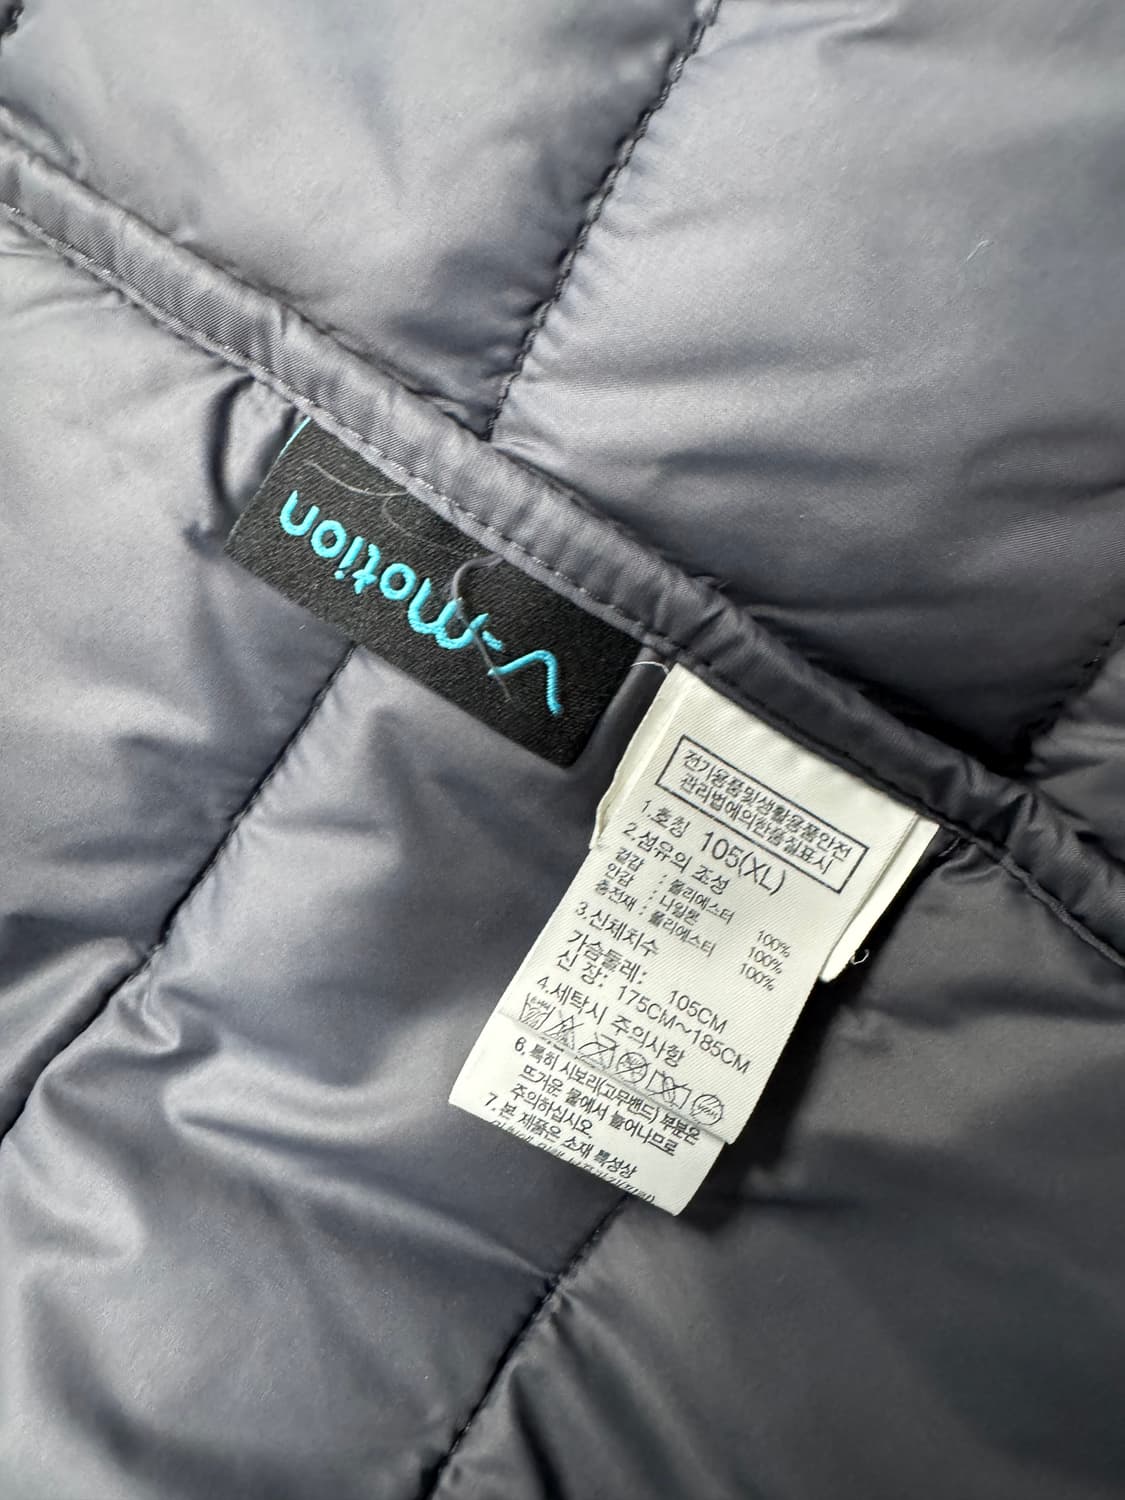 v-motion
전기용품및생활용품안전
관리법에의한품질표시
1.호칭 105(XL)
2.섬유의 조성
겉감 : 폴리에스터 100%
안감 : 나일론 100%
충전재 : 폴리에스터 100%
3.신체치수
가슴둘레: 105CM
신 장: 175CM~185CM
4.세탁시 주의사항
6.특히 시보리(고무밴드) 부분은
뜨거운 물에서 늘어나므로
주의하십시오.
7.본 제품은 소재 특성상